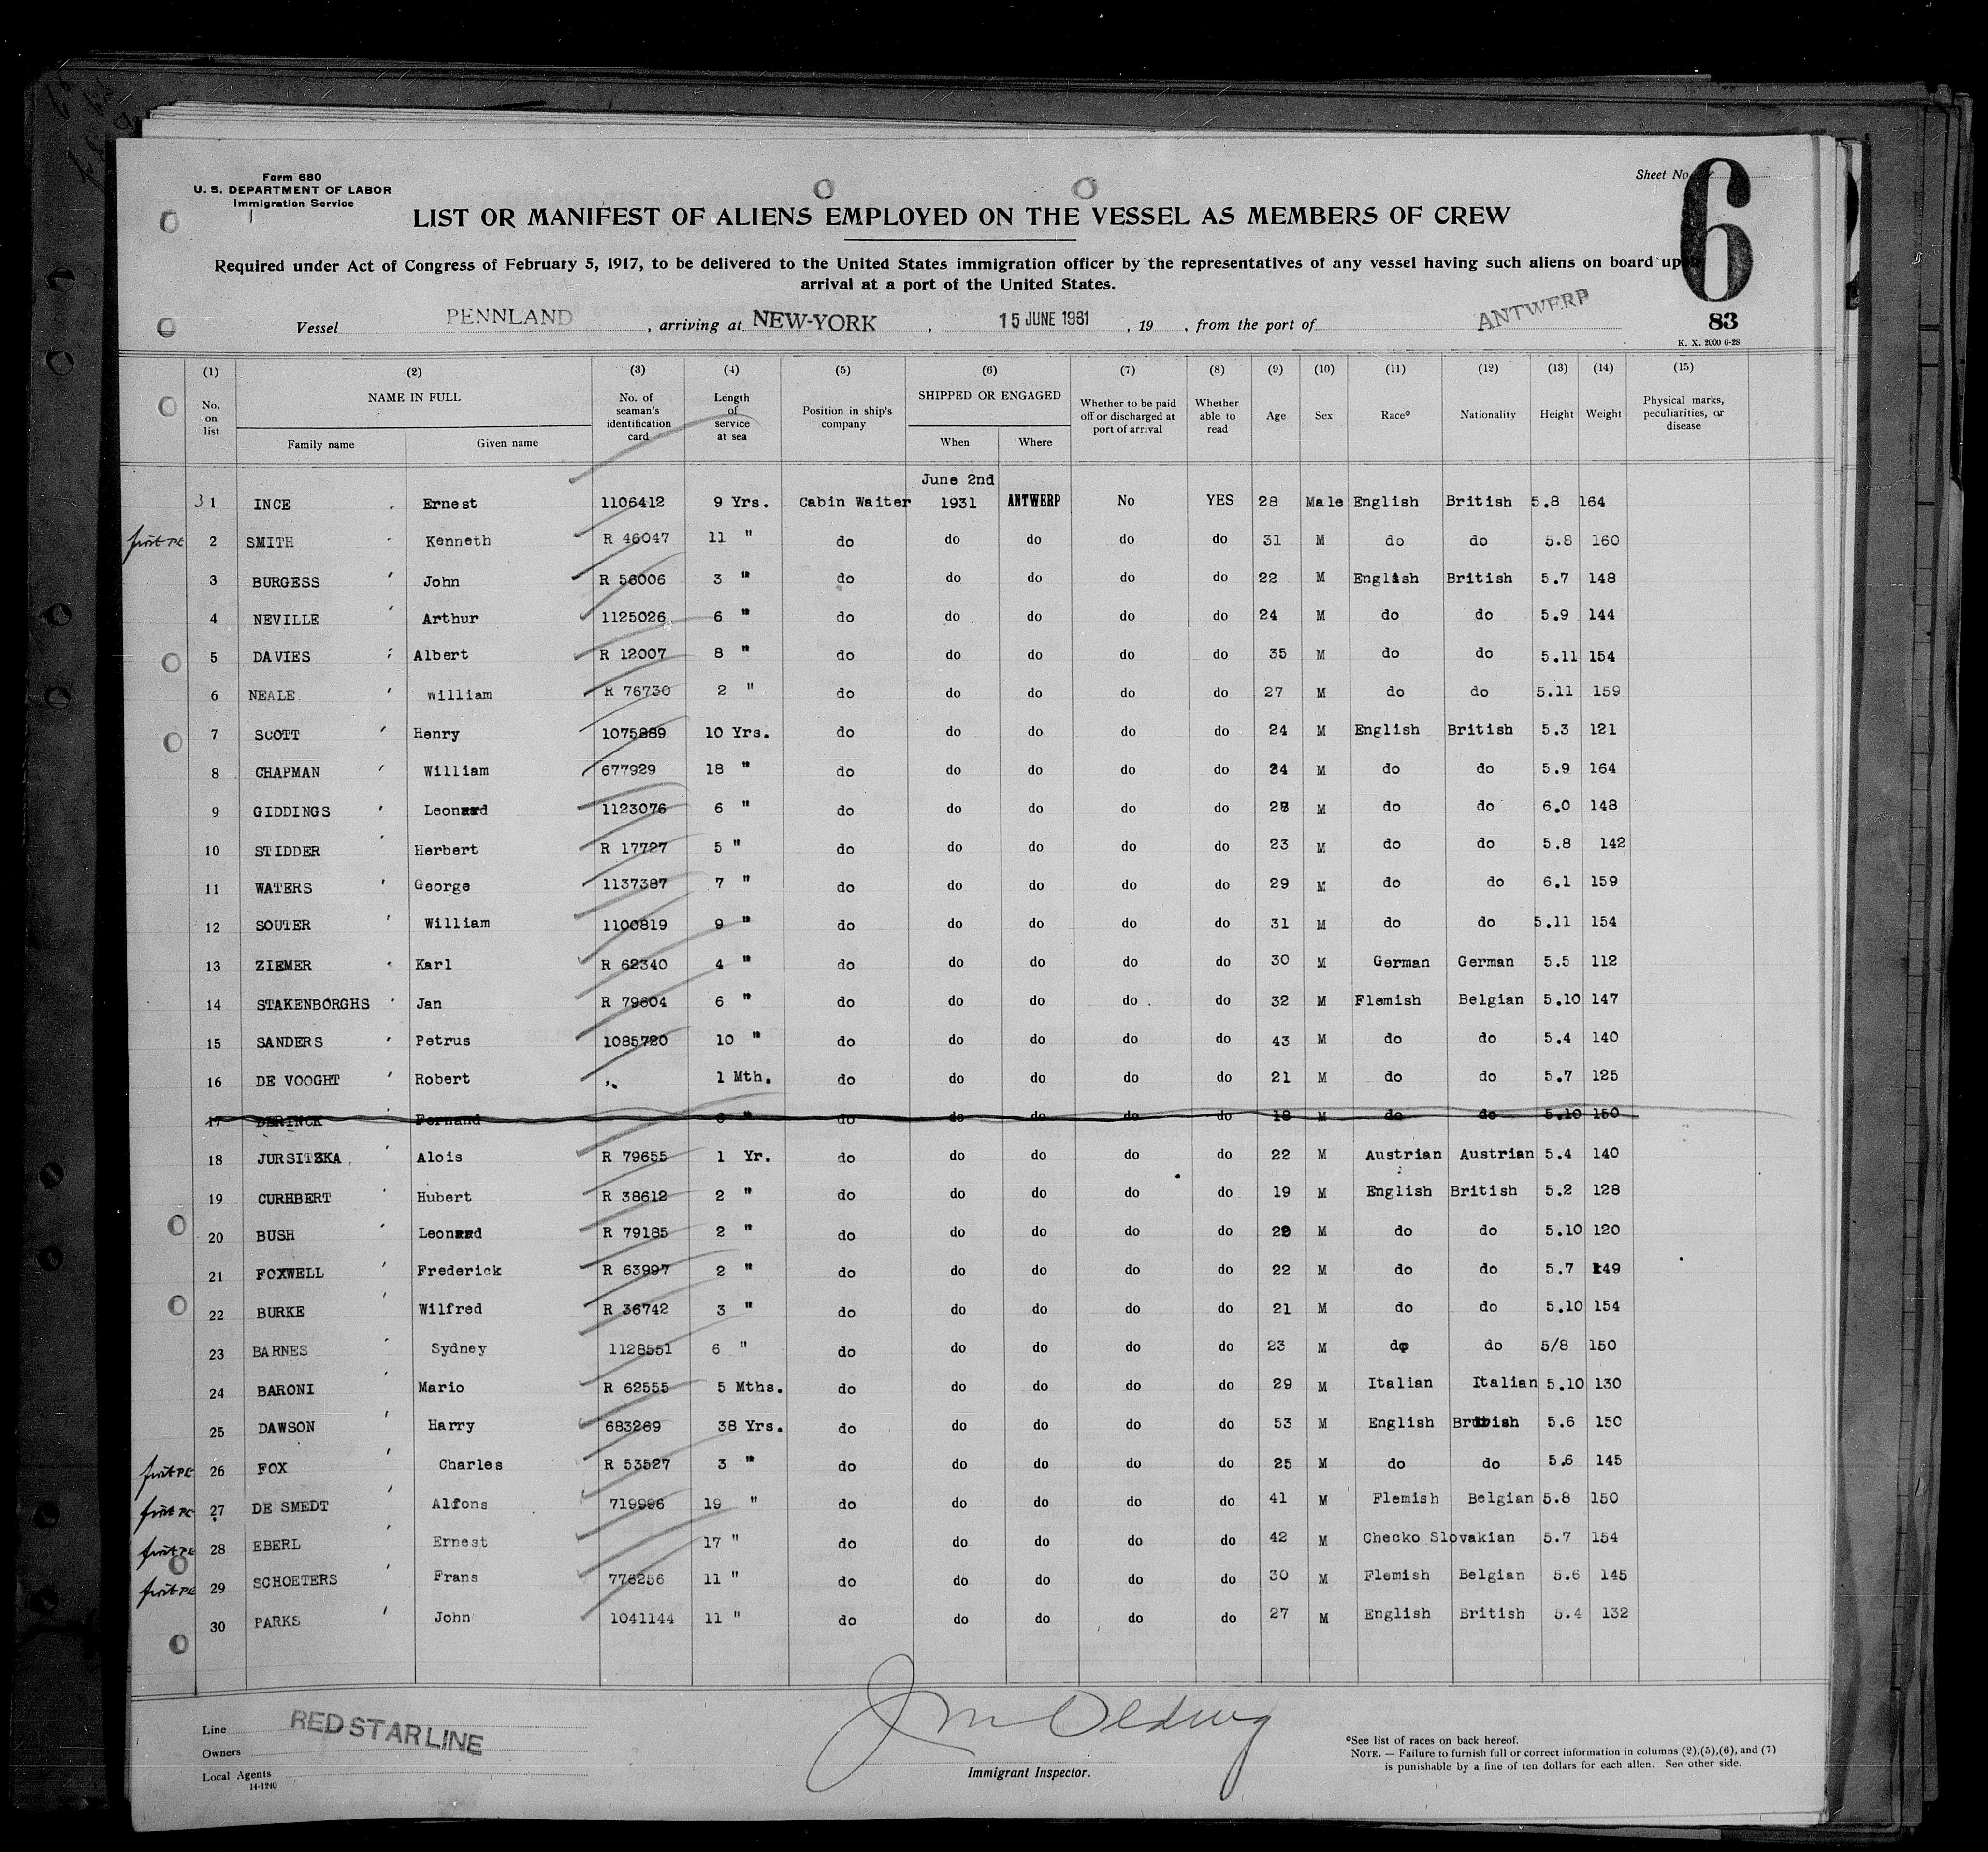 Form 680
U. S. DEPARTMENT OF LABOR
Immigration Service
Sheet No.
6
LIST OR MANIFEST OF ALIENS EMPLOYED ON THE VESSEL AS MEMBERS OF CREW
Required under Act of Congress of February 5, 1917, to be delivered to the United States immigration officer by the representatives of any vessel having such aliens on board upon
arrival at a port of the United States.
Vessel PENNLAND , arriving at NEW-YORK , 15 JUNE 1931 , 19 , from the port of ANTWERP
83
K. X. 2000 6-28
(1) (2) (3) (4) (5) (6) (7) (8) (9) (10) (11) (12) (13) (14) (15)
No. on list NAME IN FULL Family name Given name No. of seaman's identification card Length of service at sea Position in ship's company SHIPPED OR ENGAGED When Where Whether to be paid off or discharged at port of arrival Whether able to read Age Sex Race° Nationality Height Weight Physical marks, peculiarities, or disease
June 2nd
3 1 INCE Ernest 1106412 9 Yrs. Cabin Waiter 1931 ANTWERP No YES 28 Male English British 5.8 164
2 SMITH Kenneth R 46047 11 " do do do do do 31 M do do 5.8 160
3 BURGESS John R 56006 3 " do do do do do 22 M English British 5.7 148
4 NEVILLE Arthur 1125026 6 " do do do do do 24 M do do 5.9 144
5 DAVIES Albert R 12007 8 " do do do do do 35 M do do 5.11 154
6 NEALE william R 76730 2 " do do do do do 27 M do do 5.11 159
7 SCOTT Henry 1075889 10 Yrs. do do do do do 24 M English British 5.3 121
8 CHAPMAN William 677929 18 " do do do do do 34 M do do 5.9 164
9 GIDDINGS Leonard 1123076 6 " do do do do do 28 M do do 6.0 148
10 STIDDER Herbert R 17727 5 " do do do do do 23 M do do 5.8 142
11 WATERS George 1137387 7 " do do do do do 29 M do do 6.1 159
12 SOUTER William 1100819 9 " do do do do do 31 M do do 5.11 154
13 ZIEMER Karl R 62340 4 " do do do do do 30 M German German 5.5 112
14 STAKENBORGHS Jan R 79604 6 " do do do do do 32 M Flemish Belgian 5.10 147
15 SANDERS Petrus 1085720 10 " do do do do do 43 M do do 5.4 140
16 DE VOOGHT Robert 1 Mth. do do do do do 21 M do do 5.7 125
17 DERINCK Fernand " do do do do do 18 M do do 5.10 150
18 JURSITZKA Alois R 79655 1 Yr. do do do do do 22 M Austrian Austrian 5.4 140
19 CURHBERT Hubert R 38612 2 " do do do do do 19 M English British 5.2 128
20 BUSH Leonard R 79185 2 " do do do do do M do do 5.10 120
21 FOXWELL Frederick R 63997 2 " do do do do do 22 M do do 5.7 149
22 BURKE Wilfred R 36742 3 " do do do do do 21 M do do 5.10 154
23 BARNES Sydney 1128551 6 " do do do do do 23 M do do 5/8 150
24 BARONI Mario R 62555 5 Mths. do do do do do 29 M Italian Italian 5.10 130
25 DAWSON Harry 683269 38 Yrs. do do do do do 53 M English British 5.6 150
26 FOX Charles R 53527 3 " do do do do do 25 M do do 5.6 145
27 DE SMEDT Alfons 719996 19 " do do do do do 41 M Flemish Belgian 5.8 150
28 EBERL Ernest 17 " do do do do do 42 M Checko Slovakian 5.7 154
29 SCHOETERS Frans 776256 11 " do do do do do 30 M Flemish Belgian 5.6 145
30 PARKS John 1041144 11 " do do do do do 27 M English British 5.4 132
Line RED STAR LINE
Owners
Local Agents
14-1240
Immigrant Inspector.
°See list of races on back hereof.
NOTE. — Failure to furnish full or correct information in columns (2),(5),(6), and (7)
is punishable by a fine of ten dollars for each alien. See other side.